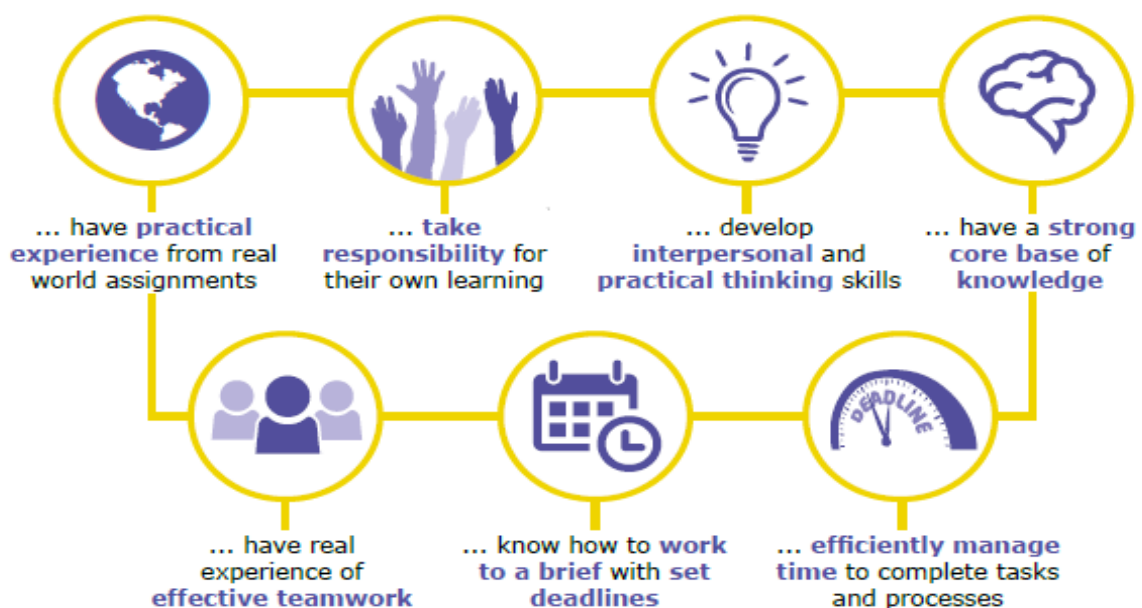 ... have practical
experience from real
world assignments
... take
responsibility for
their own learning
... develop
interpersonal and
practical thinking skills
... have a strong
core base of
knowledge
DEADLINE
... have real
experience of
effective teamwork
... know how to work
to a brief with set
deadlines
... efficiently manage
time to complete tasks
and processes